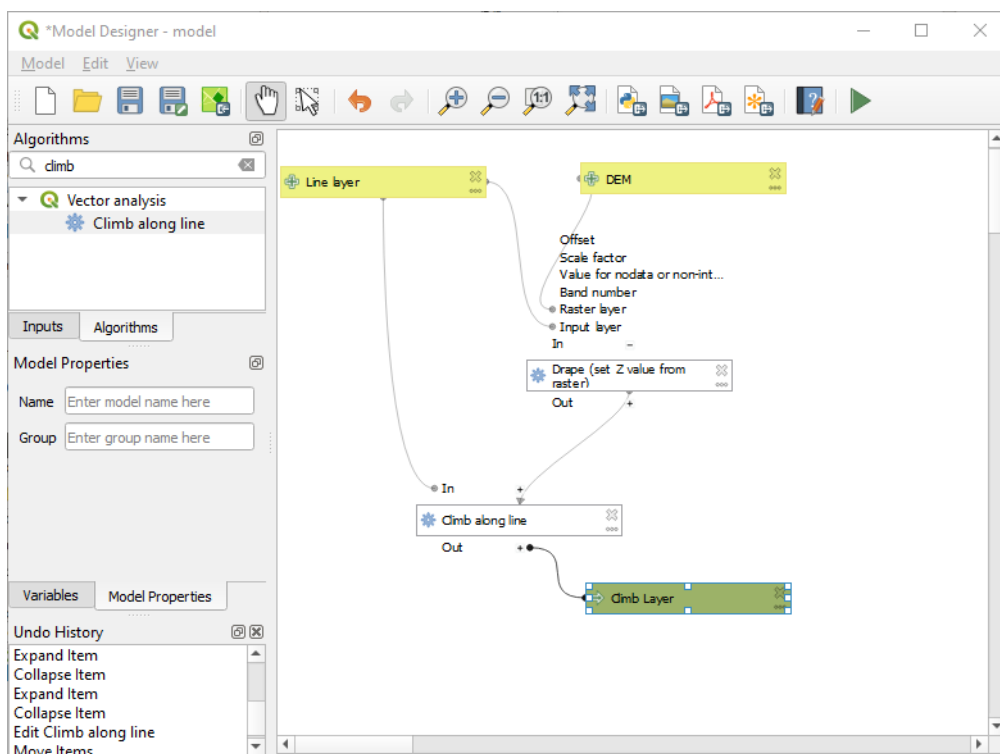 *Model Designer - model
Model Edit View
1:1
Algorithms
climb
Vector analysis
Climb along line
Inputs Algorithms
Model Properties
Name Enter model name here
Group Enter group name here
Variables Model Properties
Undo History
Expand Item
Collapse Item
Expand Item
Collapse Item
Edit Climb along line
Move Items
Line layer
DEM
Offset
Scale factor
Value for nodata or non-int...
Band number
Raster layer
Input layer
In -
Drape (set Z value from
raster)
Out +
In +
Climb along line
Out +
Climb Layer